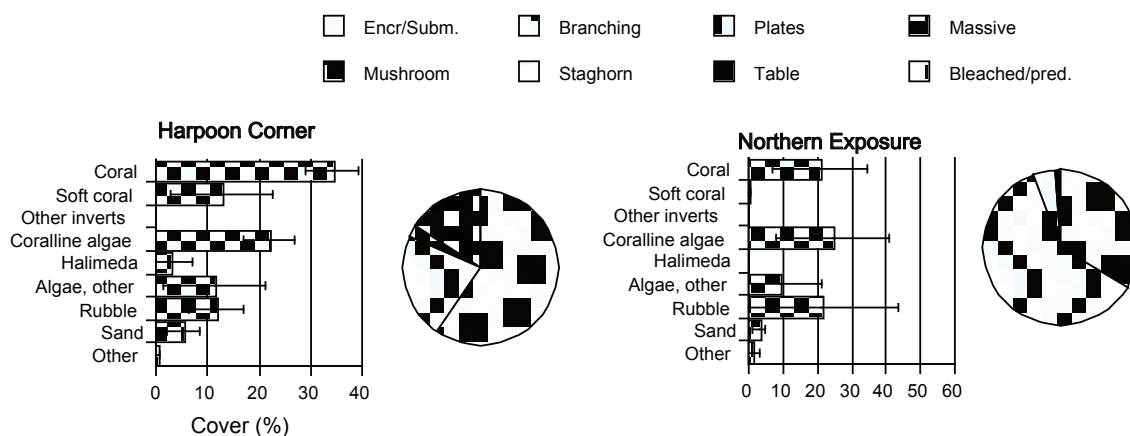 Encr/Subm. Branching Plates Massive
Mushroom Staghorn Table Bleached/pred.
Harpoon Corner
Coral
Soft coral
Other inverts
Coralline algae
Halimeda
Algae, other
Rubble
Sand
Other
0 10 20 30 40
Cover (%)
Northern Exposure
Coral
Soft coral
Other inverts
Coralline algae
Halimeda
Algae, other
Rubble
Sand
Other
0 10 20 30 40 50 60